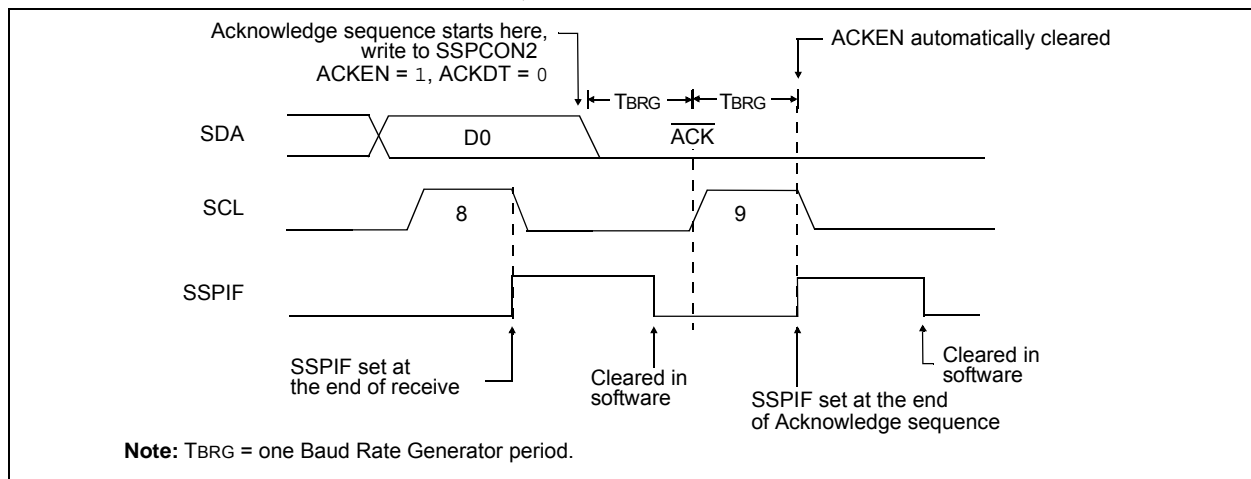 Acknowledge sequence starts here,
write to SSPCON2
ACKEN = 1, ACKDT = 0
ACKEN automatically cleared
TBRG
TBRG
SDA
D0
ACK
SCL
8
9
SSPIF
SSPIF set at
the end of receive
Cleared in
software
SSPIF set at the end
of Acknowledge sequence
Cleared in
software
Note: TBRG = one Baud Rate Generator period.